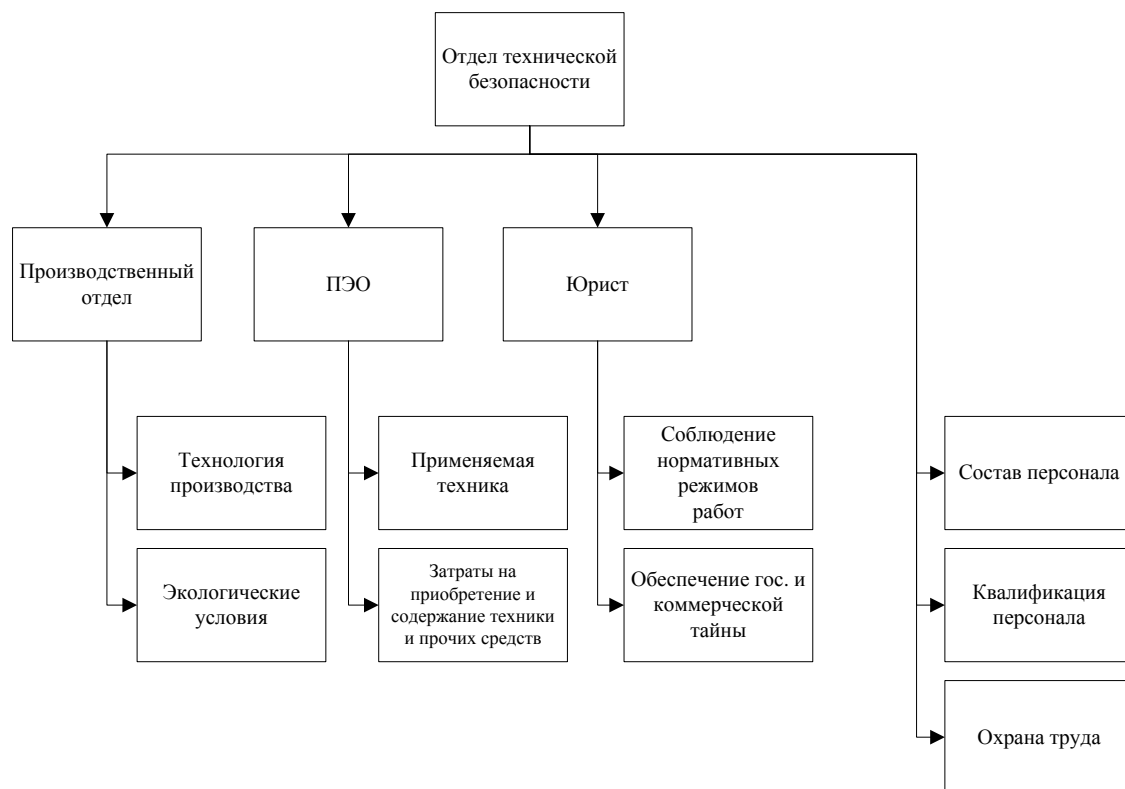 Отдел технической
безопасности
Производственный
отдел
ПЭО
Юрист
Технология
производства
Применяемая
техника
Соблюдение
нормативных
режимов
работ
Состав персонала
Экологические
условия
Затраты на
приобретение и
содержание техники
и прочих средств
Обеспечение гос. и
коммерческой
тайны
Квалификация
персонала
Охрана труда